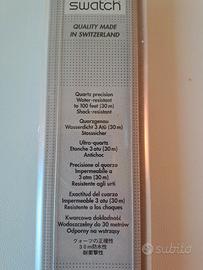 swatch
QUALITY MADE
IN SWITZERLAND
Quartz precision
Water-resistant
to 100 feet (30 m)
Shock-resistant
Quarzgenau
Wasserdicht 3 Atü (30 m)
Stosssicher
Ultra-quartz
Etanche 3 atu (30 m)
Antichoc
Precisione al quarzo
Impermeabile a
3 atm (30 m)
Resistente agli urti
Exactitud del cuarzo
Impermeable 3 atu (30 m)
Resistente a los choques
Kwarcowa dokładność
Wodoszczelny do 30 metrów
Odporny na wstrząsy
クォーツの正確性
30m防水性
耐衝撃性
subito